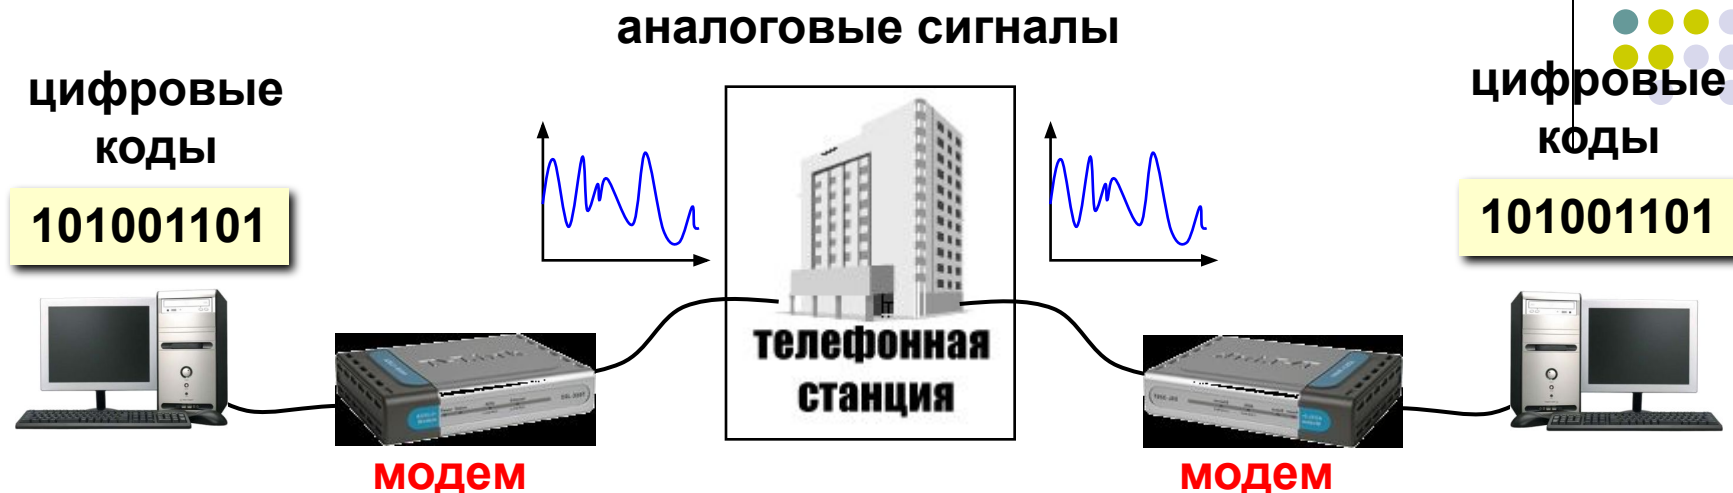 аналоговые сигналы
цифровые
коды
101001101
цифровые
коды
101001101
телефонная
станция
модем
модем